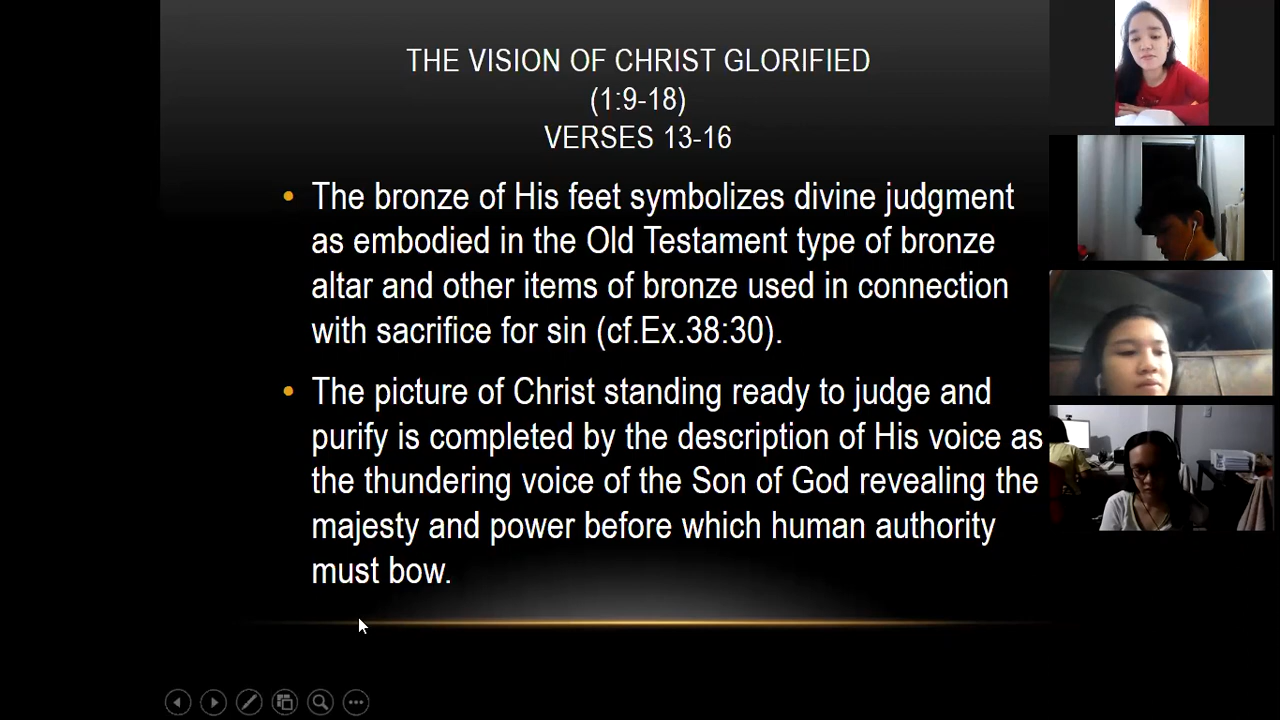 THE VISION OF CHRIST GLORIFIED
(1:9-18)
VERSES 13-16
• The bronze of His feet symbolizes divine judgment
as embodied in the Old Testament type of bronze
altar and other items of bronze used in connection
with sacrifice for sin (cf.Ex.38:30).
• The picture of Christ standing ready to judge and
purify is completed by the description of His voice as
the thundering voice of the Son of God revealing the
majesty and power before which human authority
must bow.